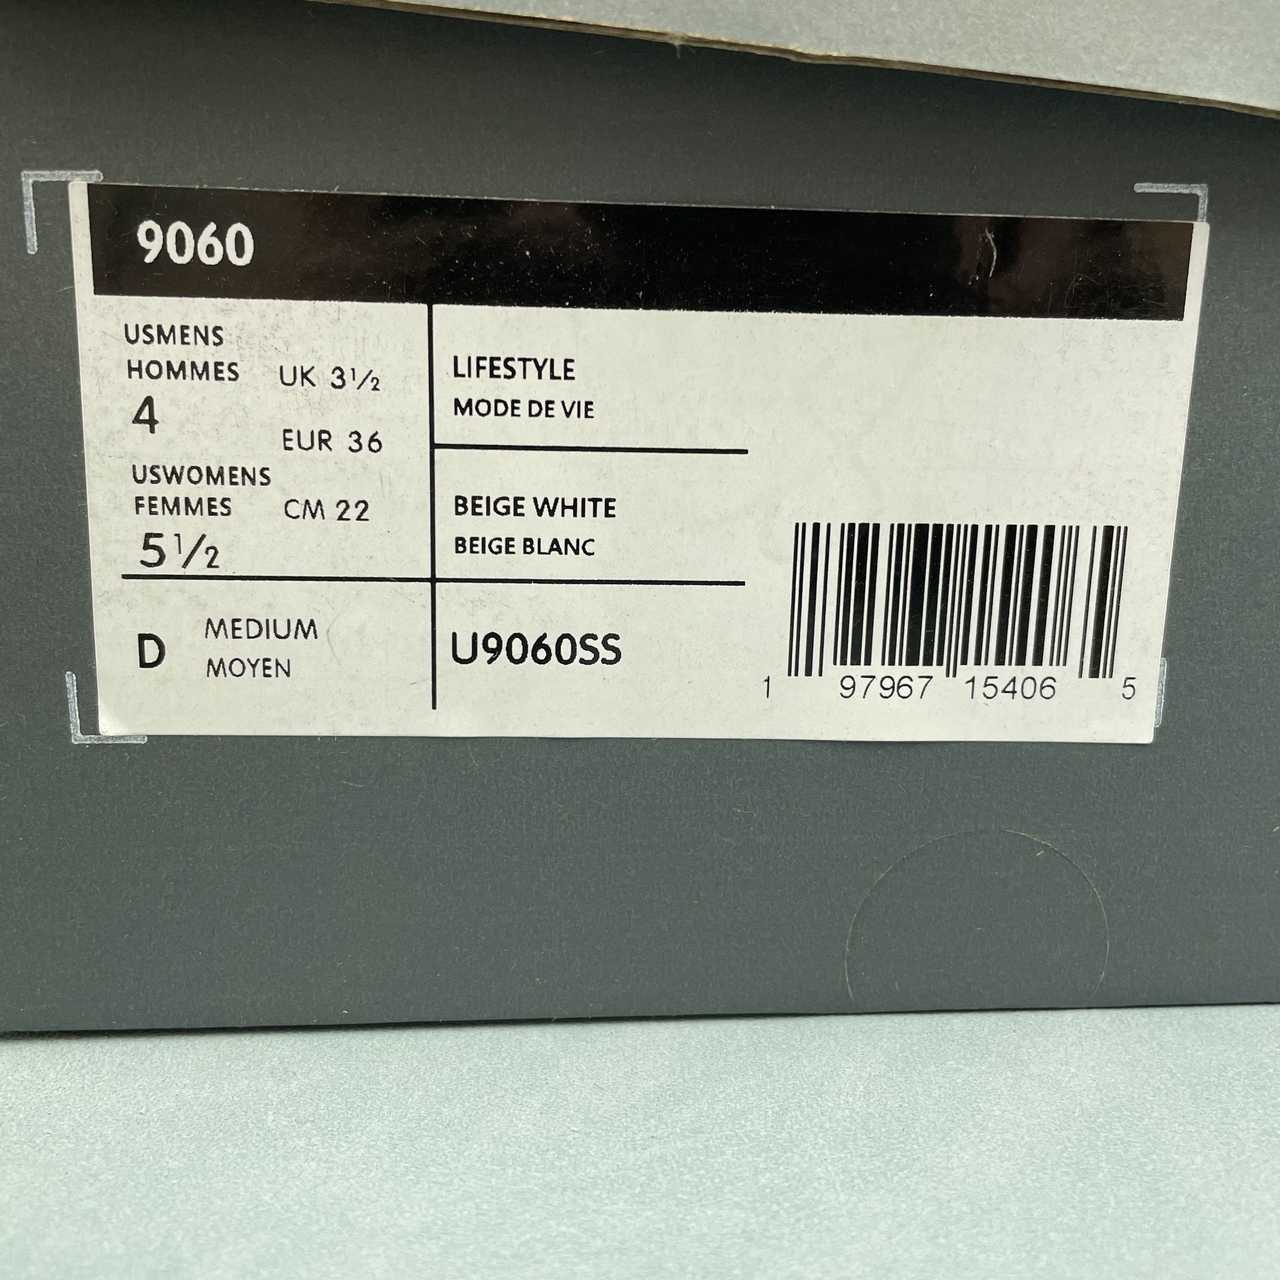 9060
USMENS
HOMMES
4
UK 3½
EUR 36
USWOMENS
FEMMES
5½
CM 22
D
MEDIUM
MOYEN
LIFESTYLE
MODE DE VIE
BEIGE WHITE
BEIGE BLANC
U9060SS
1 97967 15406 5